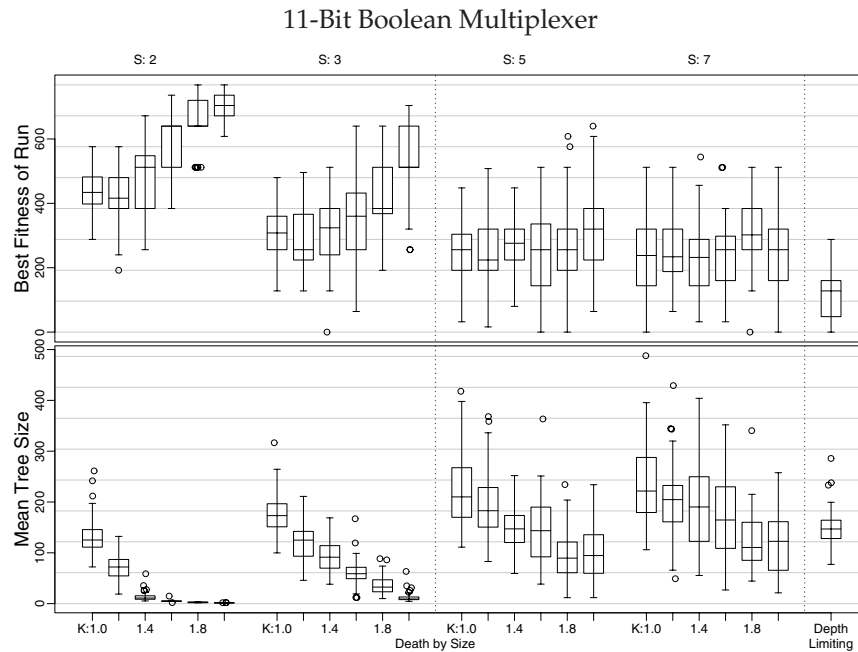 11-Bit Boolean Multiplexer
S: 2 S: 3 S: 5 S: 7
Best Fitness of Run
600
400
200
0
Mean Tree Size
500
400
300
200
100
0
K:1.0 1.4 1.8 K:1.0 1.4 1.8 K:1.0 1.4 1.8 K:1.0 1.4 1.8 Depth
Death by Size Limiting